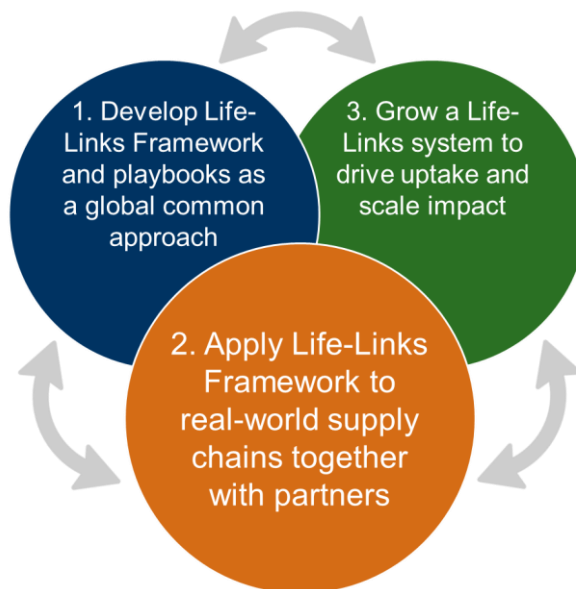 1. Develop Life-
Links Framework
and playbooks as
a global common
approach
3. Grow a Life-
Links system to
drive uptake and
scale impact
2. Apply Life-Links
Framework to
real-world supply
chains together
with partners